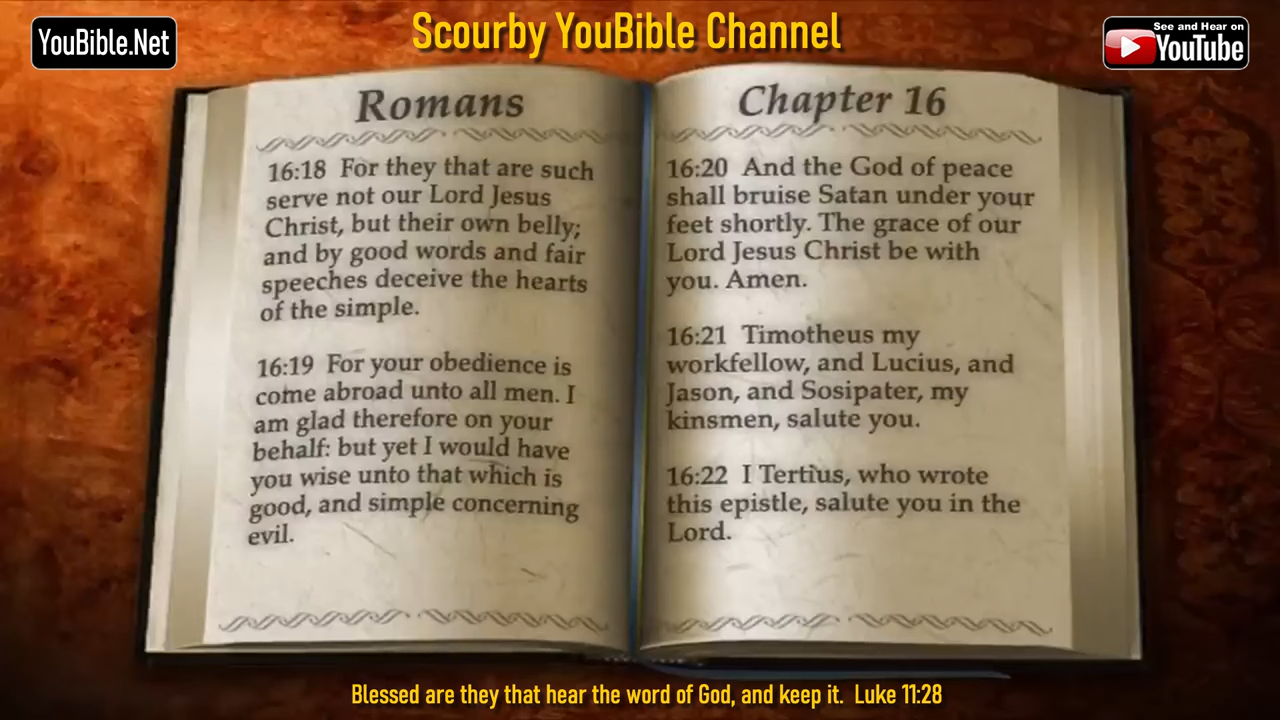 YouBible.Net
Scourby YouBible Channel
See and Hear on
YouTube
Romans
16:18 For they that are such
serve not our Lord Jesus
Christ, but their own belly;
and by good words and fair
speeches deceive the hearts
of the simple.
16:19 For your obedience is
come abroad unto all men. I
am glad therefore on your
behalf: but yet I would have
you wise unto that which is
good, and simple concerning
evil.
Chapter 16
16:20 And the God of peace
shall bruise Satan under your
feet shortly. The grace of our
Lord Jesus Christ be with
you. Amen.
16:21 Timotheus my
workfellow, and Lucius, and
Jason, and Sosipater, my
kinsmen, salute you.
16:22 I Tertius, who wrote
this epistle, salute you in the
Lord.
Blessed are they that hear the word of God, and keep it. Luke 11:28